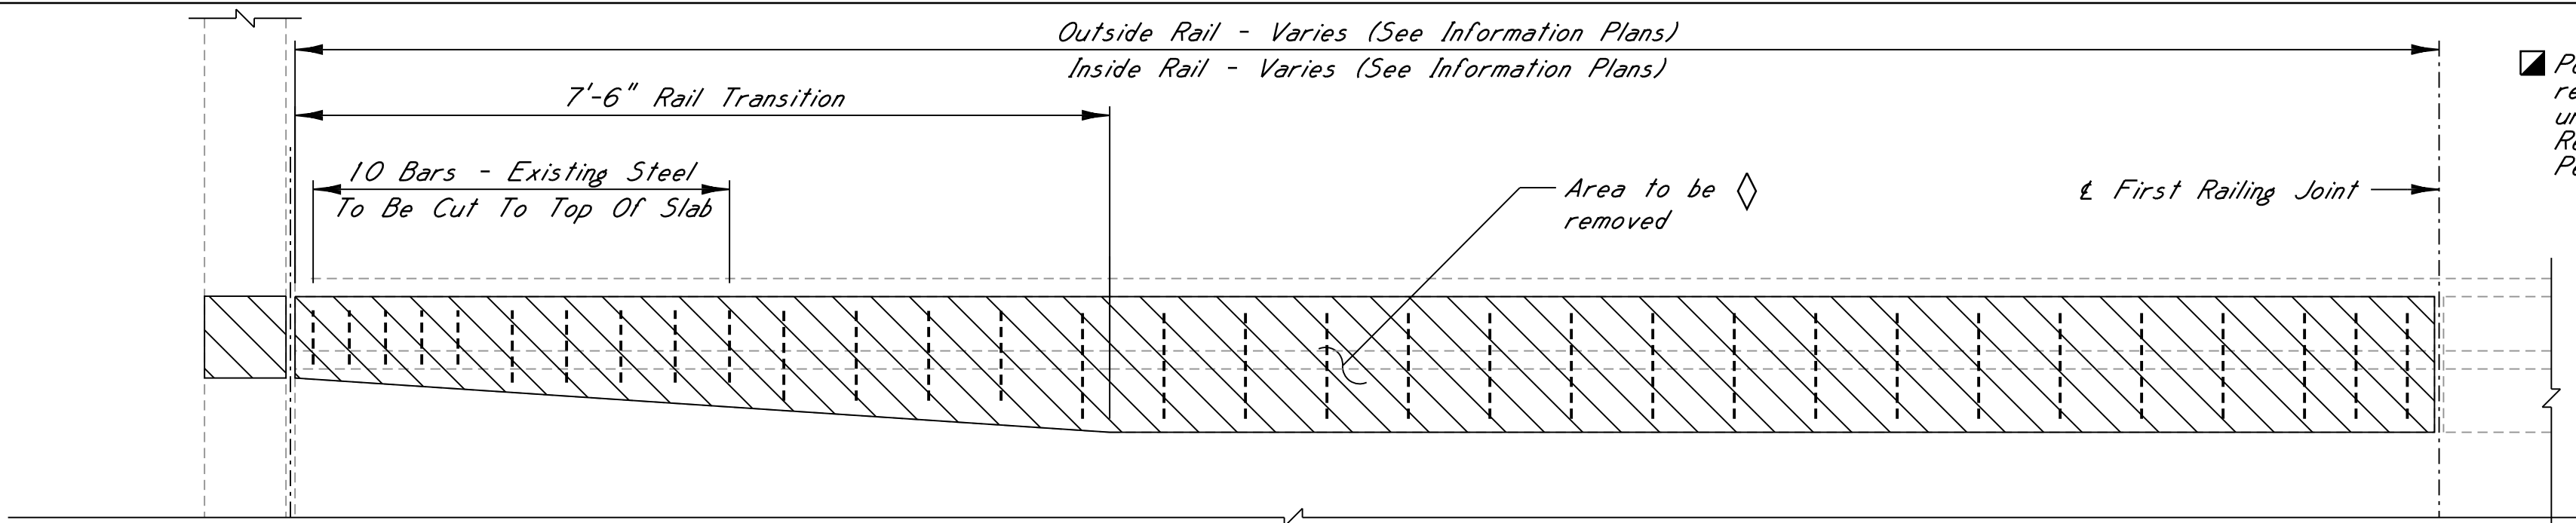 Outside Rail - Varies (See Information Plans)
Inside Rail - Varies (See Information Plans)
7'-6" Rail Transition
10 Bars - Existing Steel
To Be Cut To Top Of Slab
Area to be
removed
℄ First Railing Joint